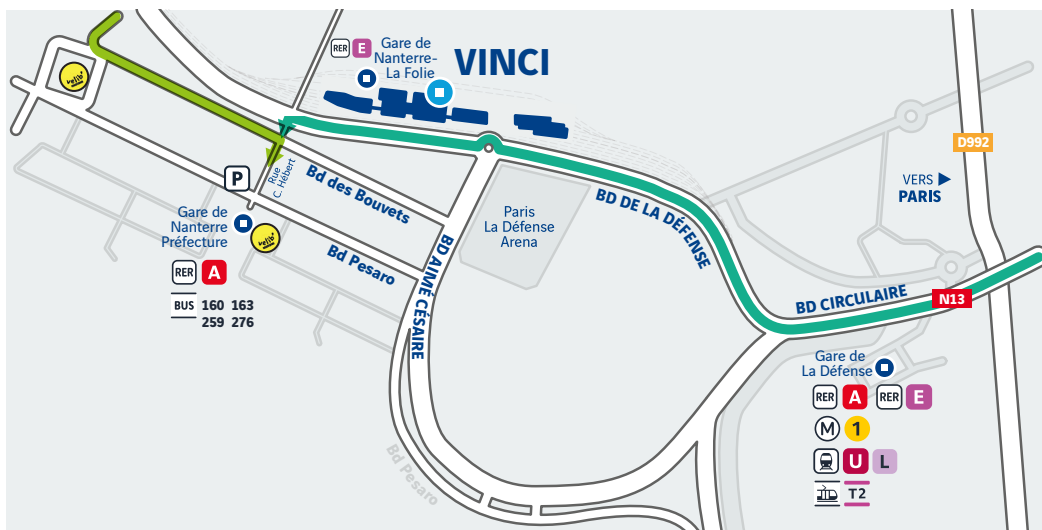 RER E
Gare de
Nanterre-
La Folie
VINCI
velib'
D992
VERS
PARIS
P
Rue
C. Hébert
Bd des Bouvets
Paris
La Défense
Arena
BD DE LA DÉFENSE
Gare de
Nanterre
Préfecture
velib'
Bd Pesaro
BD AIMÉ CÉSAIRE
RER A
BUS 160 163
259 276
BD CIRCULAIRE
N13
Gare de
La Défense
RER A RER E
M 1
U L
T2
Bd Pesaro